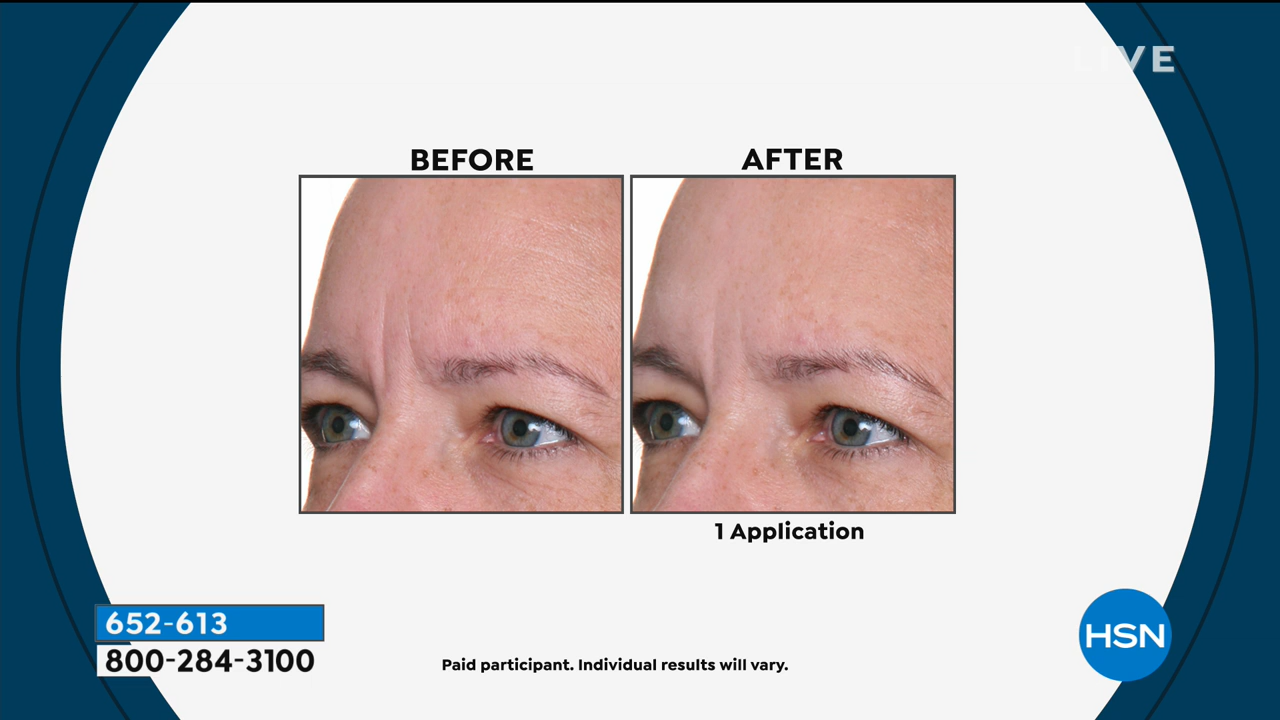 LIVE
BEFORE
AFTER
1 Application
652-613
800-284-3100
Paid participant. Individual results will vary.
HSN